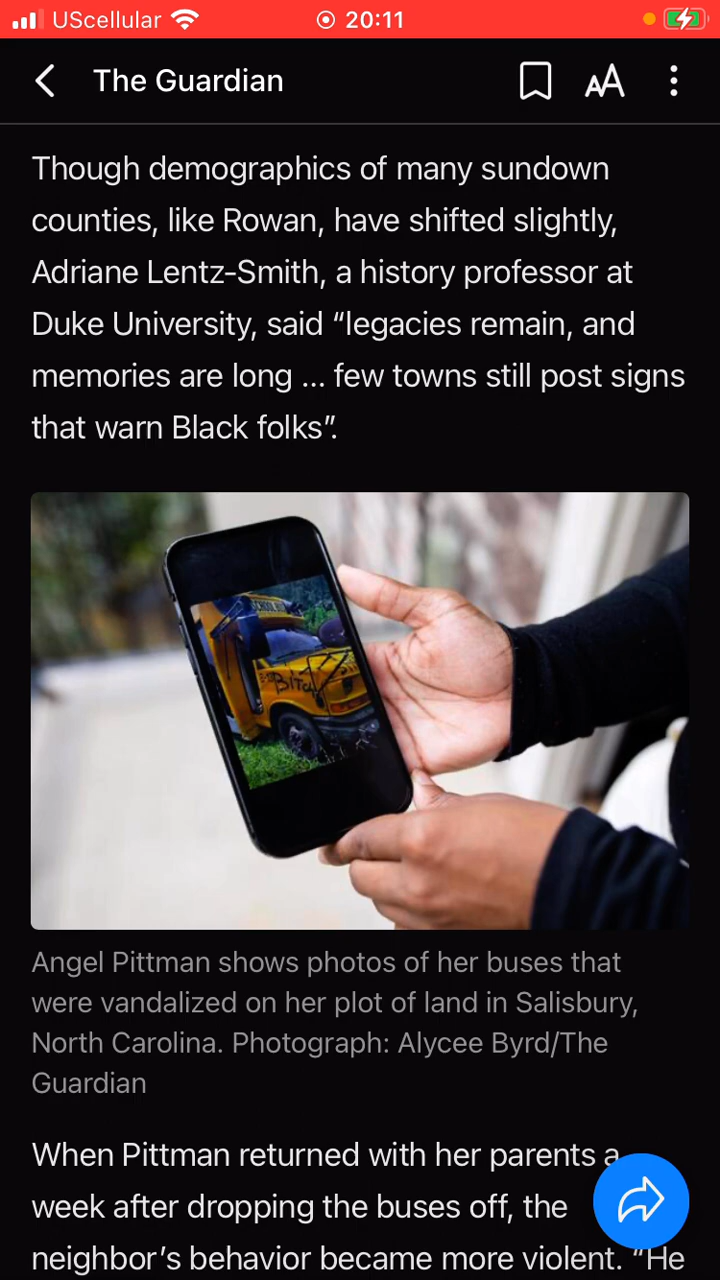 UScellular 20:11
The Guardian
AA
Though demographics of many sundown
counties, like Rowan, have shifted slightly,
Adriane Lentz-Smith, a history professor at
Duke University, said “legacies remain, and
memories are long ... few towns still post signs
that warn Black folks”.
SCHOOL BUS
Bitch
Angel Pittman shows photos of her buses that
were vandalized on her plot of land in Salisbury,
North Carolina. Photograph: Alycee Byrd/The
Guardian
When Pittman returned with her parents a
week after dropping the buses off, the
neighbor’s behavior became more violent. “He